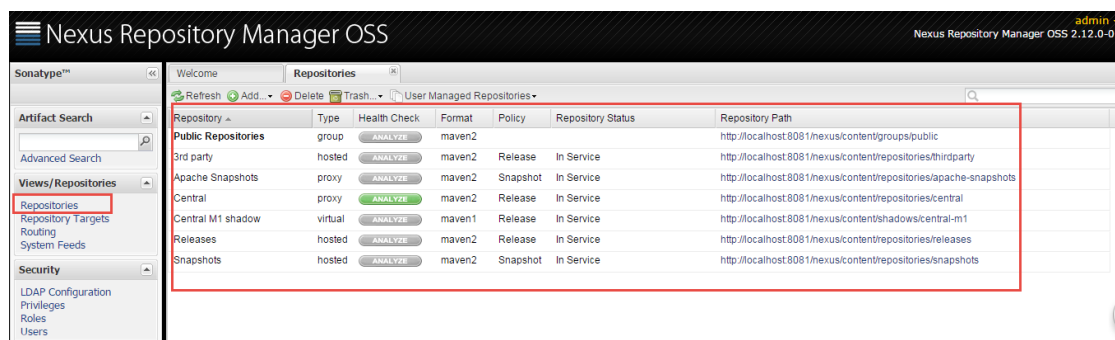 Nexus Repository Manager OSS
admin
Nexus Repository Manager OSS 2.12.0-0
Sonatype™
Welcome
Repositories
Refresh Add... Delete Trash... User Managed Repositories
Artifact Search
Advanced Search
Views/Repositories
Repositories
Repository Targets
Routing
System Feeds
Security
LDAP Configuration
Privileges
Roles
Users
Repository Type Health Check Format Policy Repository Status Repository Path
Public Repositories group ANALYZE maven2 http://localhost:8081/nexus/content/groups/public
3rd party hosted ANALYZE maven2 Release In Service http://localhost:8081/nexus/content/repositories/thirdparty
Apache Snapshots proxy ANALYZE maven2 Snapshot In Service http://localhost:8081/nexus/content/repositories/apache-snapshots
Central proxy ANALYZE maven2 Release In Service http://localhost:8081/nexus/content/repositories/central
Central M1 shadow virtual ANALYZE maven1 Release In Service http://localhost:8081/nexus/content/shadows/central-m1
Releases hosted ANALYZE maven2 Release In Service http://localhost:8081/nexus/content/repositories/releases
Snapshots hosted ANALYZE maven2 Snapshot In Service http://localhost:8081/nexus/content/repositories/snapshots